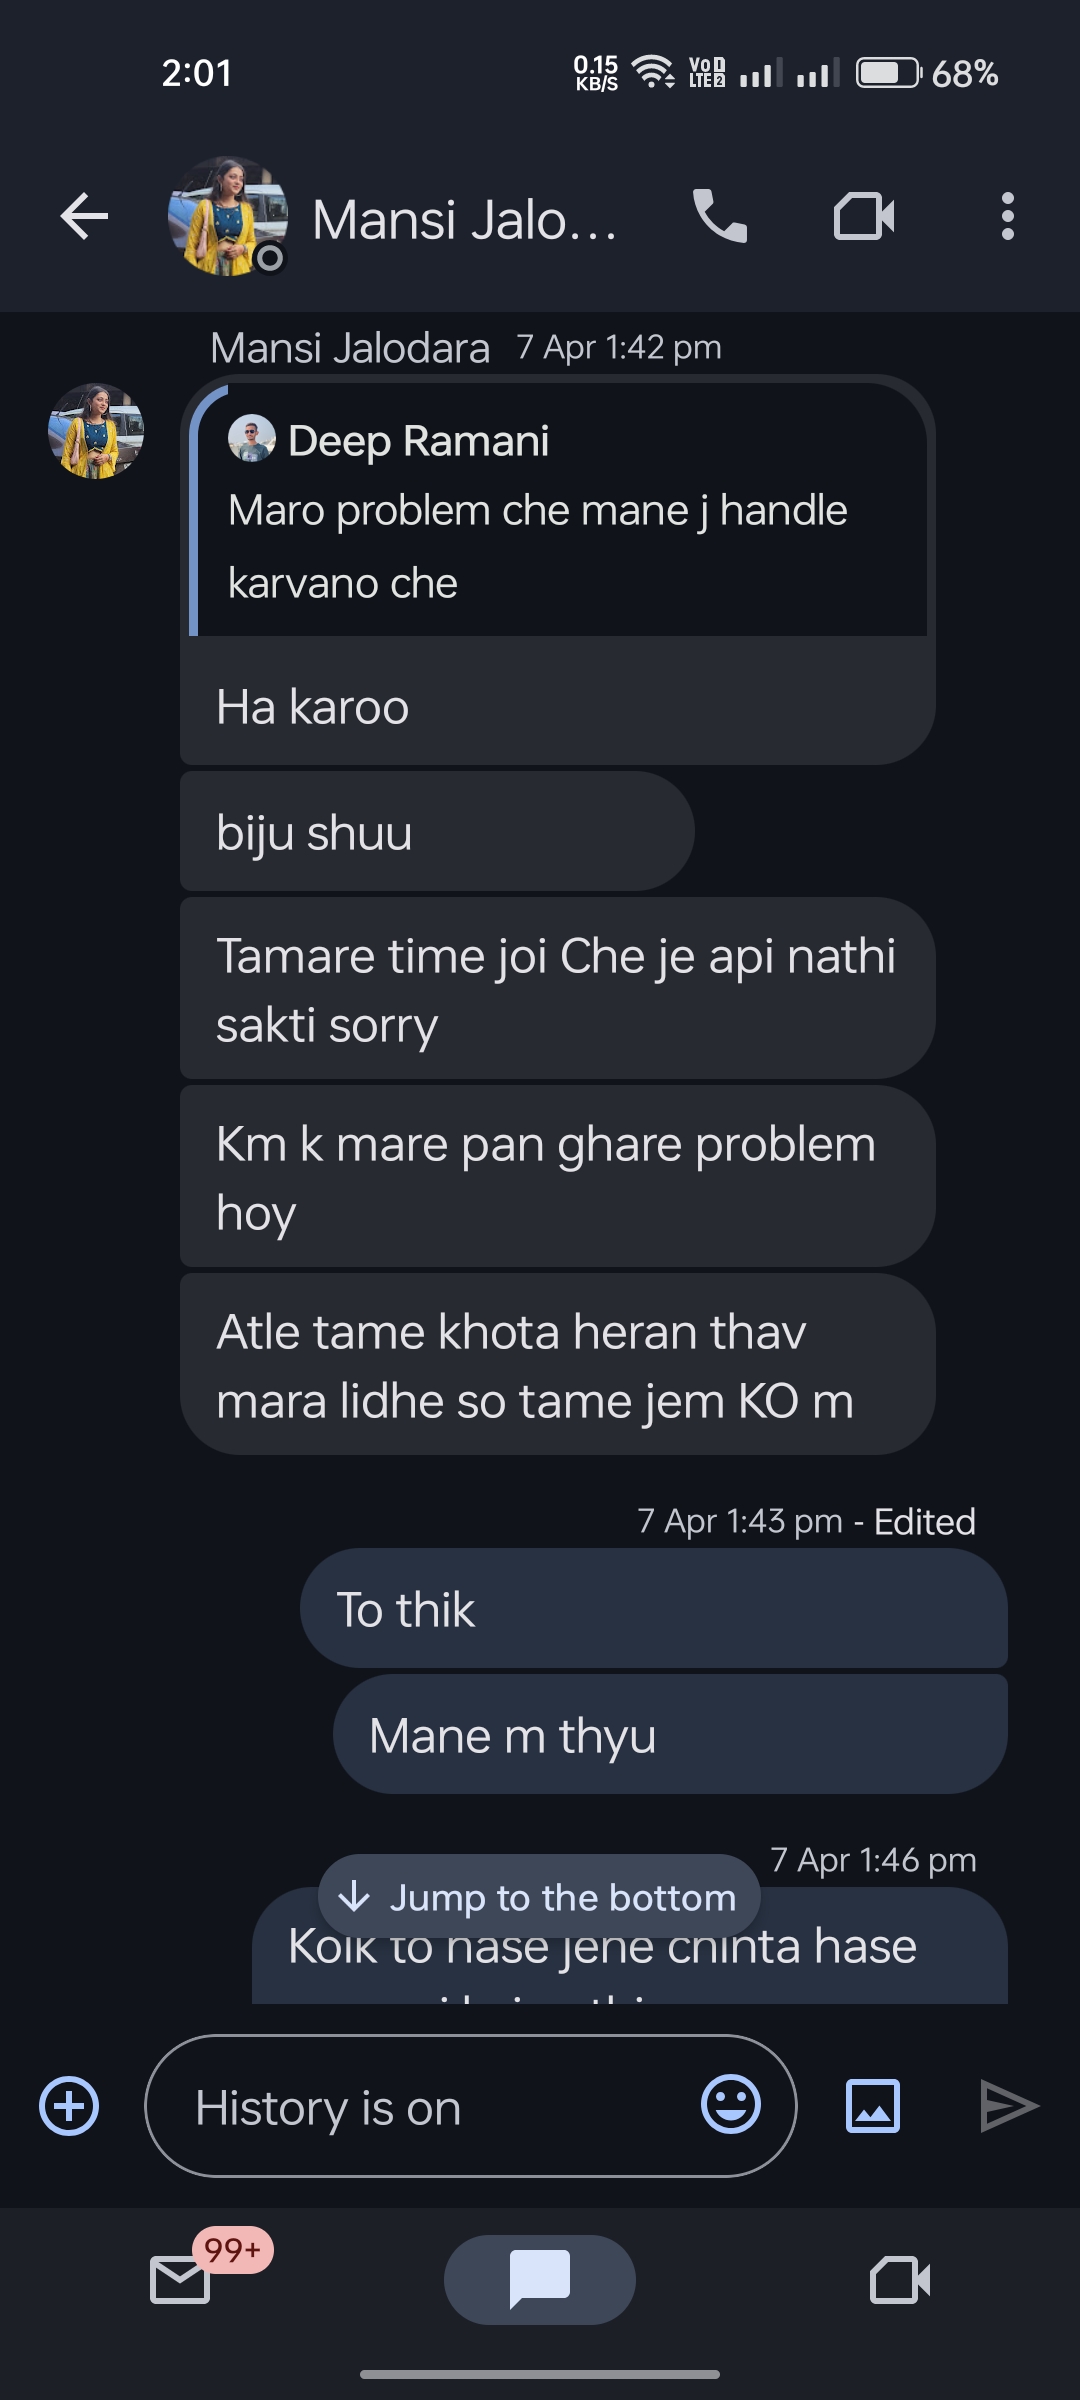 2:01
0.15 KB/S
Vo 1 LTE 2
68%
Mansi Jalo...
Mansi Jalodara 7 Apr 1:42 pm
Deep Ramani
Maro problem che mane j handle
karvano che
Ha karoo
biju shuu
Tamare time joi Che je api nathi
sakti sorry
Km k mare pan ghare problem
hoy
Atle tame khota heran thav
mara lidhe so tame jem KO m
7 Apr 1:43 pm - Edited
To thik
Mane m thyu
7 Apr 1:46 pm
Jump to the bottom
Koik to hase jene chinta hase
History is on
99+